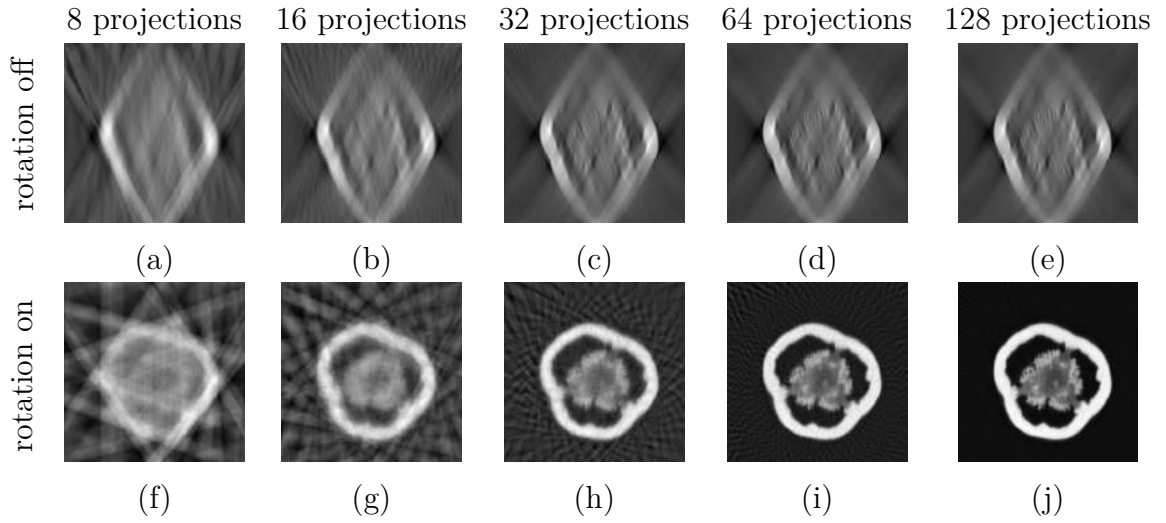 8 projections 16 projections 32 projections 64 projections 128 projections
rotation off
(a) (b) (c) (d) (e)
rotation on
(f) (g) (h) (i) (j)